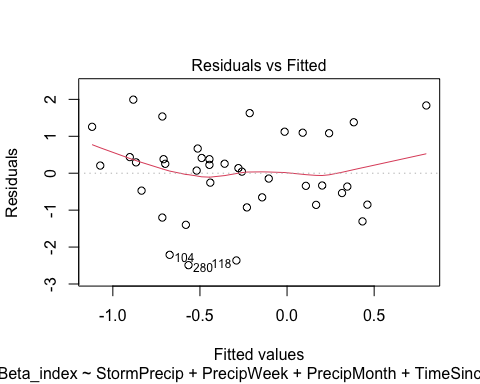 Residuals vs Fitted
Residuals
2
1
0
-1
-2
-3
104
280
118
-1.0 -0.5 0.0 0.5
Fitted values
Beta_index ~ StormPrecip + PrecipWeek + PrecipMonth + TimeSinc